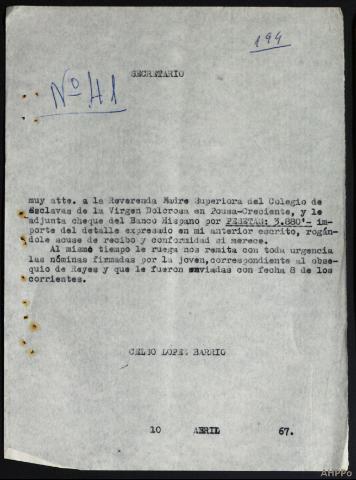 194
SECRETARIO
Nº 41
muy atte. a la Reverenda Madre Superiora del Colegio de
Esclavas de la Virgen Dolorosa en Pousa-Creciente, y le
adjunta cheque del Banco Hispano por PESETAS: 3.880'- im-
porte del detalle expresado en mi anterior escrito, rogán-
dole acuse de recibo y conformidad si merece.
Al mismo tiempo le ruega nos remita con toda urgencia
las nóminas firmadas por la joven,correspondiente al obse-
quio de Reyes y que le fueron enviadas con fecha 8 de los
corrientes.
CELSO LOPEZ BARRIO
10 ABRIL 67.
AHPPo